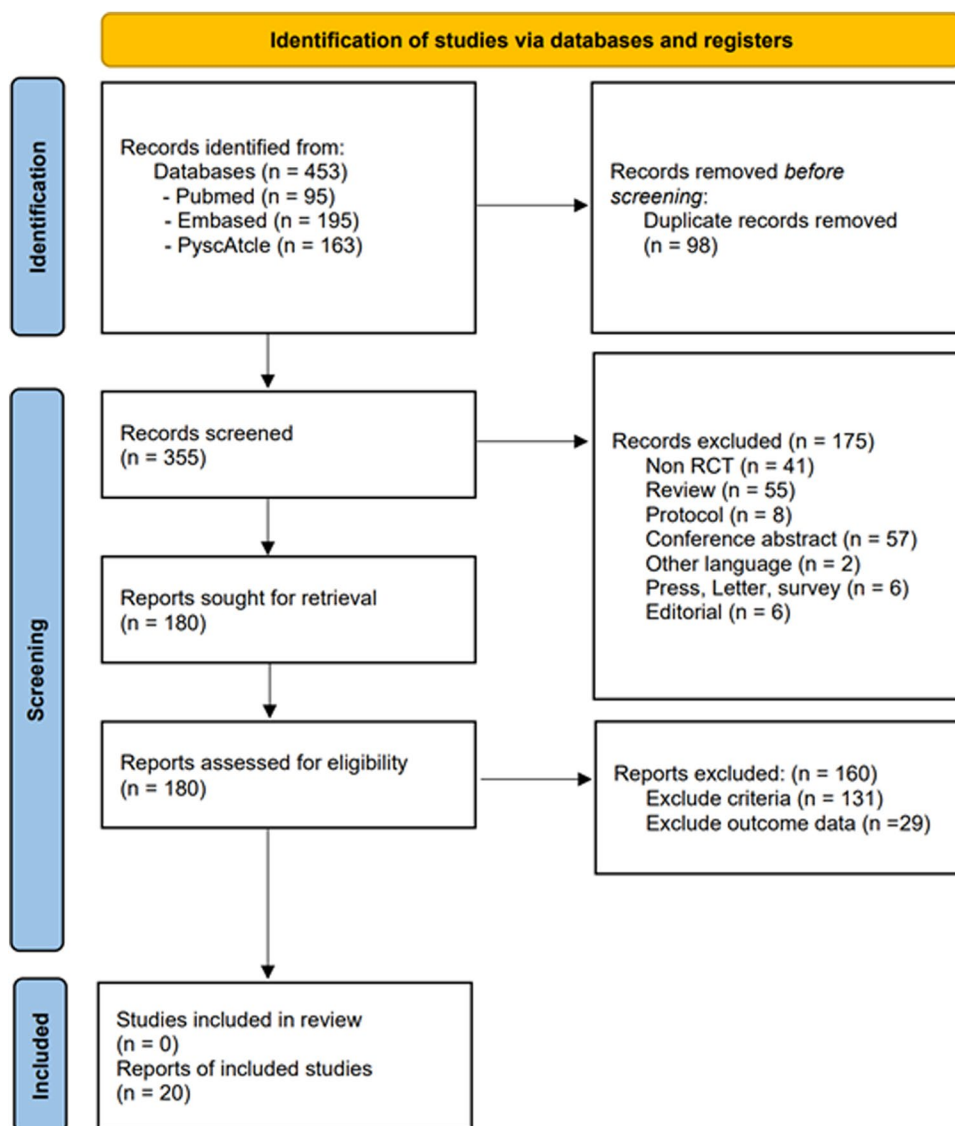 Identification of studies via databases and registers
Identification
Records identified from:
Databases (n = 453)
- Pubmed (n = 95)
- Embased (n = 195)
- PyscAtcle (n = 163)
Records removed before
screening:
Duplicate records removed
(n = 98)
Screening
Records screened
(n = 355)
Records excluded (n = 175)
Non RCT (n = 41)
Review (n = 55)
Protocol (n = 8)
Conference abstract (n = 57)
Other language (n = 2)
Press, Letter, survey (n = 6)
Editorial (n = 6)
Reports sought for retrieval
(n = 180)
Reports assessed for eligibility
(n = 180)
Reports excluded: (n = 160)
Exclude criteria (n = 131)
Exclude outcome data (n =29)
Included
Studies included in review
(n = 0)
Reports of included studies
(n = 20)